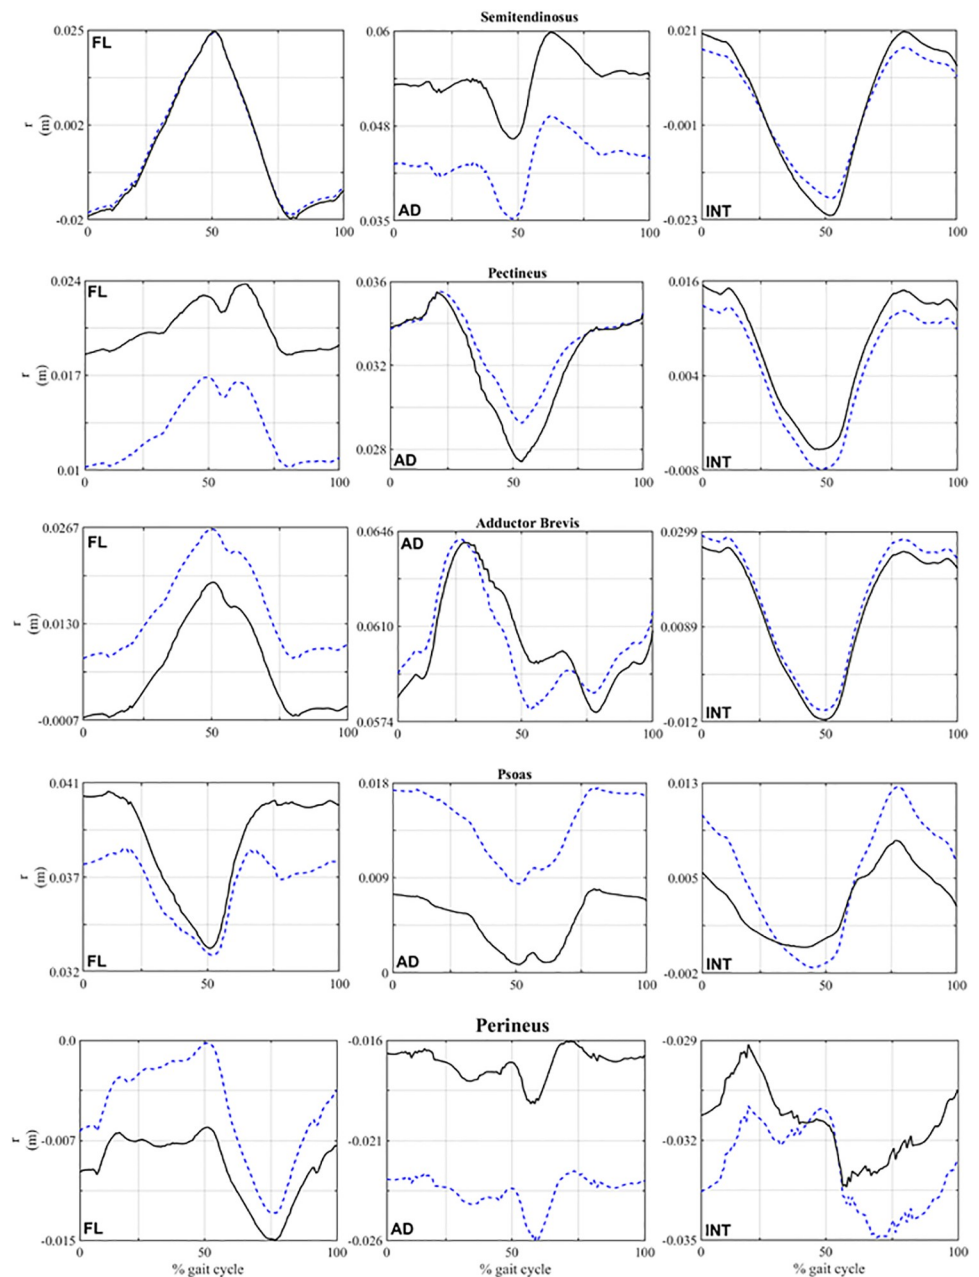 Semitendinosus
0.025 FL 0.06 0.021
r (m) 0.002 0.048 -0.001
-0.02 0.035 AD -0.023 INT
0 50 100 0 50 100 0 50 100
Pectineus
0.024 FL 0.036 0.016
r (m) 0.017 0.032 0.004
0.01 0.028 AD -0.008 INT
0 50 100 0 50 100 0 50 100
Adductor Brevis
0.0267 FL 0.0646 AD 0.0299
r (m) 0.0130 0.0610 0.0089
-0.0007 0.0574 -0.012 INT
0 50 100 0 50 100 0 50 100
Psoas
0.041 0.018 0.013
r (m) 0.037 0.009 0.005
0.032 FL 0 AD -0.002 INT
0 50 100 0 50 100 0 50 100
Perineus
0.0 -0.016 -0.029
r (m) -0.007 -0.021 -0.032
-0.015 FL -0.026 AD -0.035 INT
0 50 100 0 50 100 0 50 100
% gait cycle % gait cycle % gait cycle